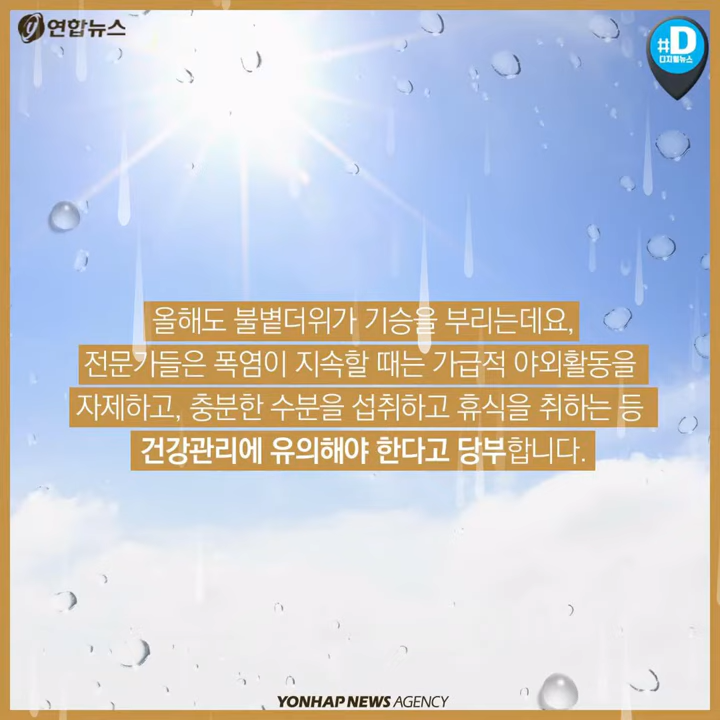 연합뉴스
#D
디지털뉴스
올해도 불볕더위가 기승을 부리는데요,
전문가들은 폭염이 지속할 때는 가급적 야외활동을
자제하고, 충분한 수분을 섭취하고 휴식을 취하는 등
건강관리에 유의해야 한다고 당부합니다.
YONHAP NEWS AGENCY